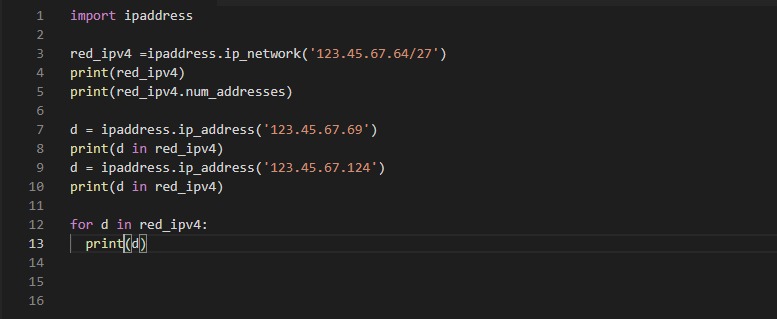 1 import ipaddress
2
3 red_ipv4 =ipaddress.ip_network('123.45.67.64/27')
4 print(red_ipv4)
5 print(red_ipv4.num_addresses)
6
7 d = ipaddress.ip_address('123.45.67.69')
8 print(d in red_ipv4)
9 d = ipaddress.ip_address('123.45.67.124')
10 print(d in red_ipv4)
11
12 for d in red_ipv4:
13   print(d)
14
15
16